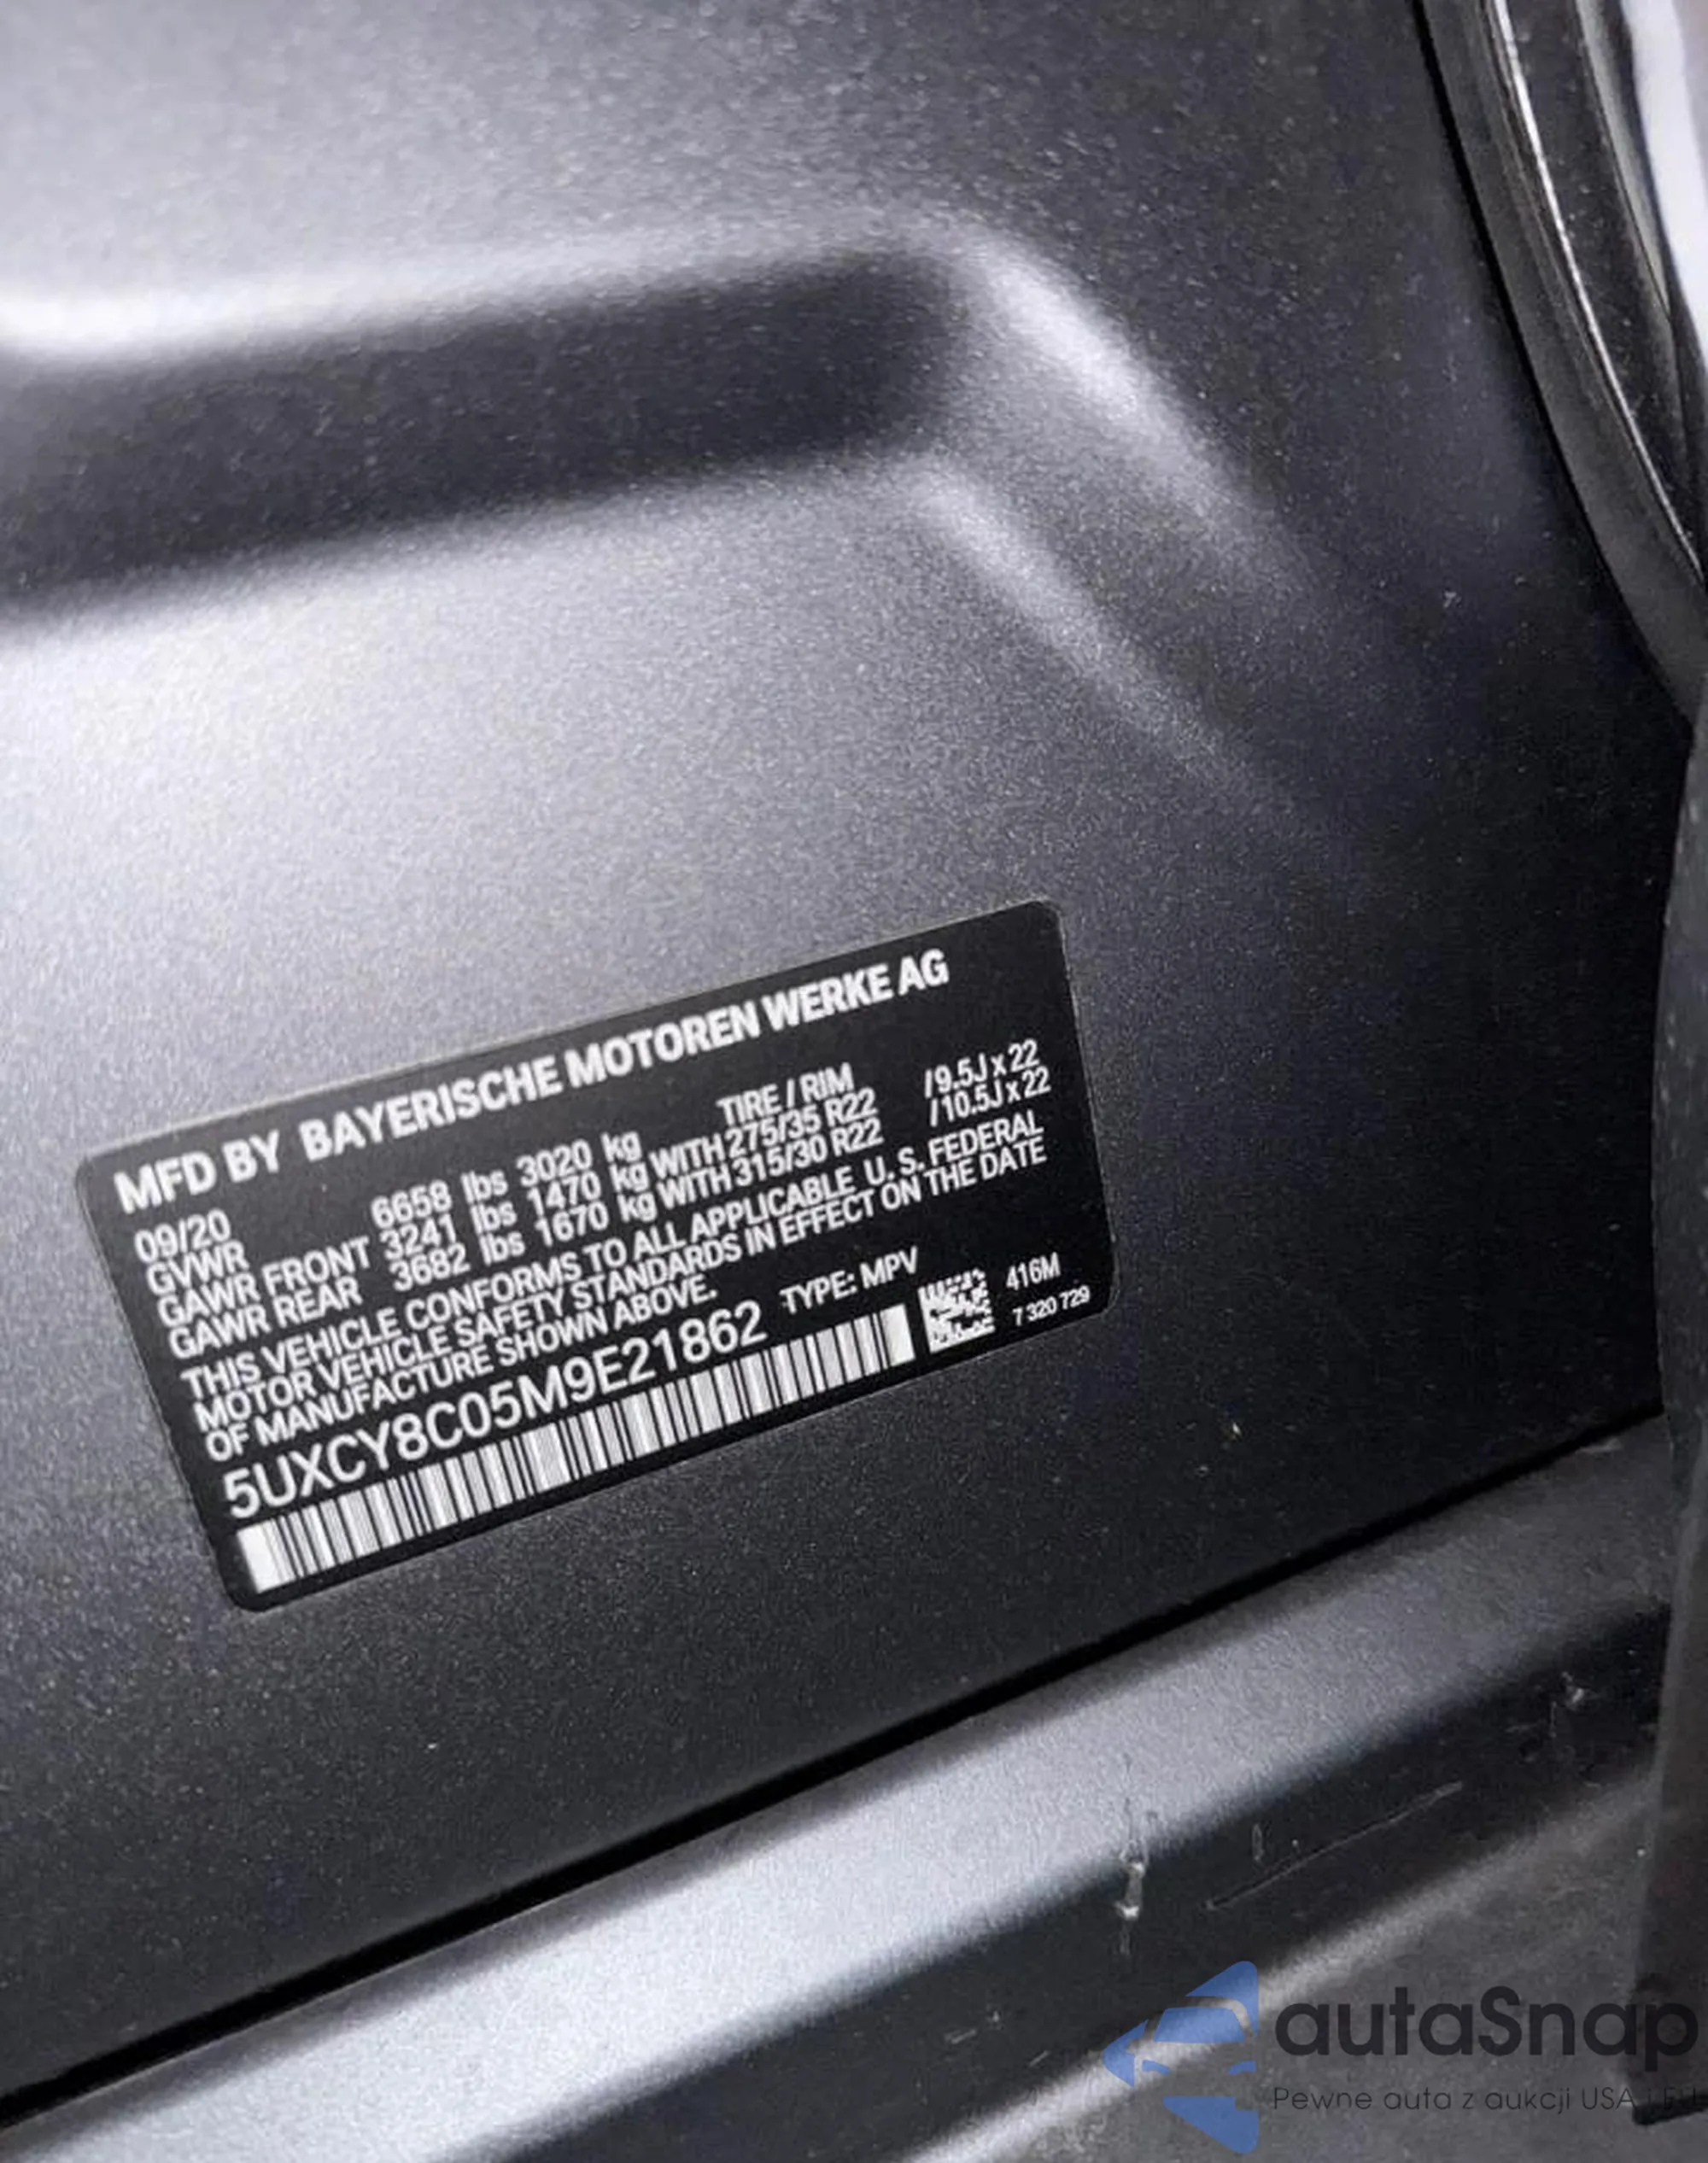 MFD BY BAYERISCHE MOTOREN WERKE AG
09/20 TIRE / RIM
GVWR 6658 lbs 3020 kg
GAWR FRONT 3241 lbs 1470 kg WITH 275/35 R22 /9.5J x 22
GAWR REAR 3682 lbs 1670 kg WITH 315/30 R22 /10.5J x 22
THIS VEHICLE CONFORMS TO ALL APPLICABLE U. S. FEDERAL
MOTOR VEHICLE SAFETY STANDARDS IN EFFECT ON THE DATE
OF MANUFACTURE SHOWN ABOVE.
5UXCY8C05M9E21862 TYPE: MPV
416M
7 320 729
autaSnap
Pewne auta z aukcji USA i